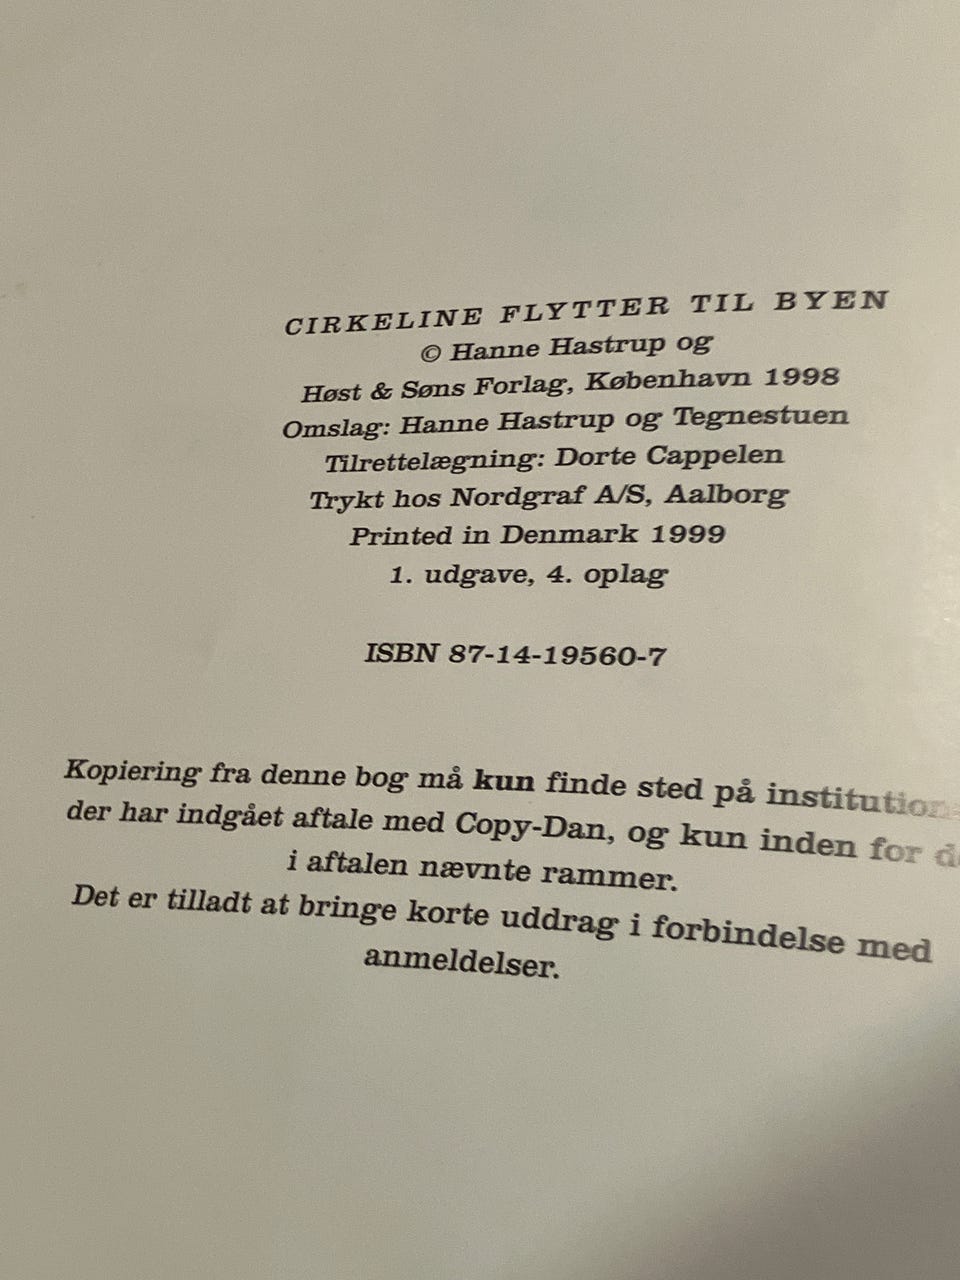 CIRKELINE FLYTTER TIL BYEN
© Hanne Hastrup og
Høst & Søns Forlag, København 1998
Omslag: Hanne Hastrup og Tegnestuen
Tilrettelægning: Dorte Cappelen
Trykt hos Nordgraf A/S, Aalborg
Printed in Denmark 1999
1. udgave, 4. oplag
ISBN 87-14-19560-7
Kopiering fra denne bog må kun finde sted på
der har indgået aftale med Copy-Dan, og kun inden for
i aftalen nævnte rammer.
Det er tilladt at bringe korte uddrag i forbindelse med
anmeldelser.